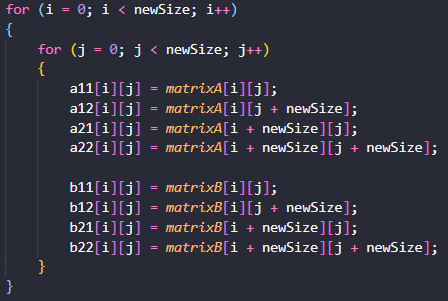 for (i = 0; i < newSize; i++)
{
    for (j = 0; j < newSize; j++)
    {
        a11[i][j] = matrixA[i][j];
        a12[i][j] = matrixA[i][j + newSize];
        a21[i][j] = matrixA[i + newSize][j];
        a22[i][j] = matrixA[i + newSize][j + newSize];

        b11[i][j] = matrixB[i][j];
        b12[i][j] = matrixB[i][j + newSize];
        b21[i][j] = matrixB[i + newSize][j];
        b22[i][j] = matrixB[i + newSize][j + newSize];
    }
}